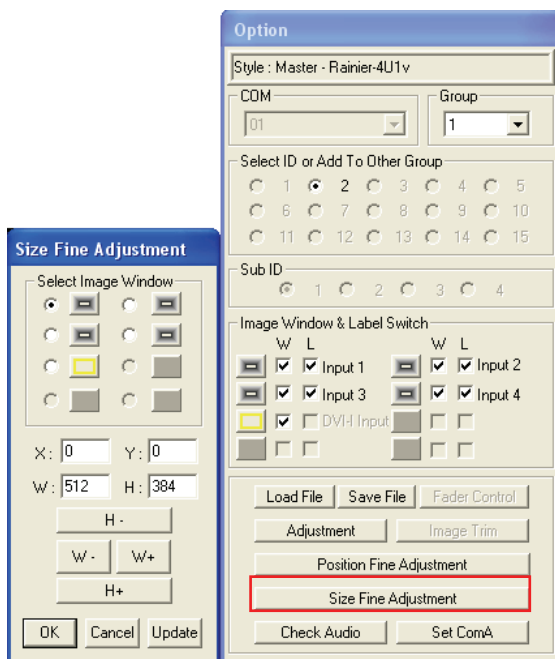 Option
Style : Master - Rainier-4U1v
COM
01
Group
1
Select ID or Add To Other Group
1 2 3 4 5
6 7 8 9 10
11 12 13 14 15
Sub ID
1 2 3 4
Image Window & Label Switch
W L W L
Input 1 Input 2
Input 3 Input 4
DVI-I Input
Load File Save File Fader Control
Adjustment Image Trim
Position Fine Adjustment
Size Fine Adjustment
Check Audio Set ComA
Size Fine Adjustment
Select Image Window
X : 0 Y : 0
W : 512 H : 384
H -
W - W+
H+
OK Cancel Update